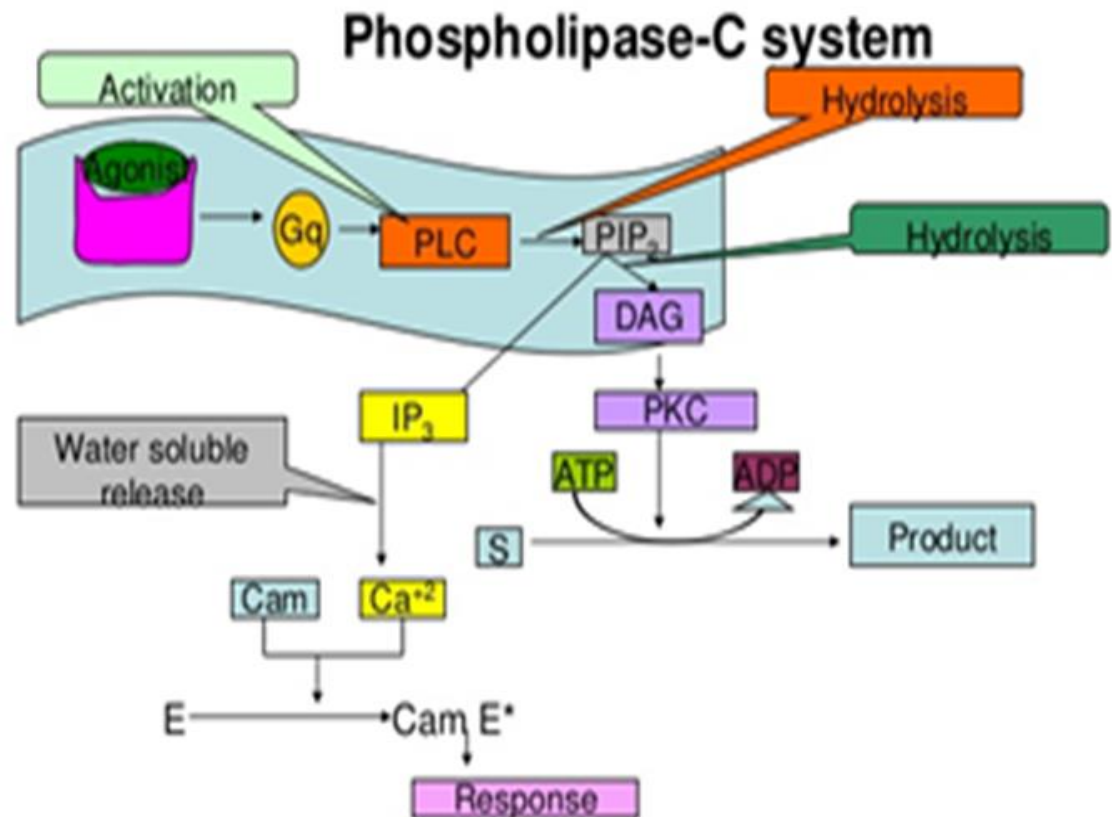 Phospholipase-C system
Activation
Hydrolysis
Agonist
Gq
PLC
PIP₂
Hydrolysis
DAG
IP₃
PKC
Water soluble
release
ATP
ADP
S
Product
Cam
Ca⁺²
E
Cam E*
Response